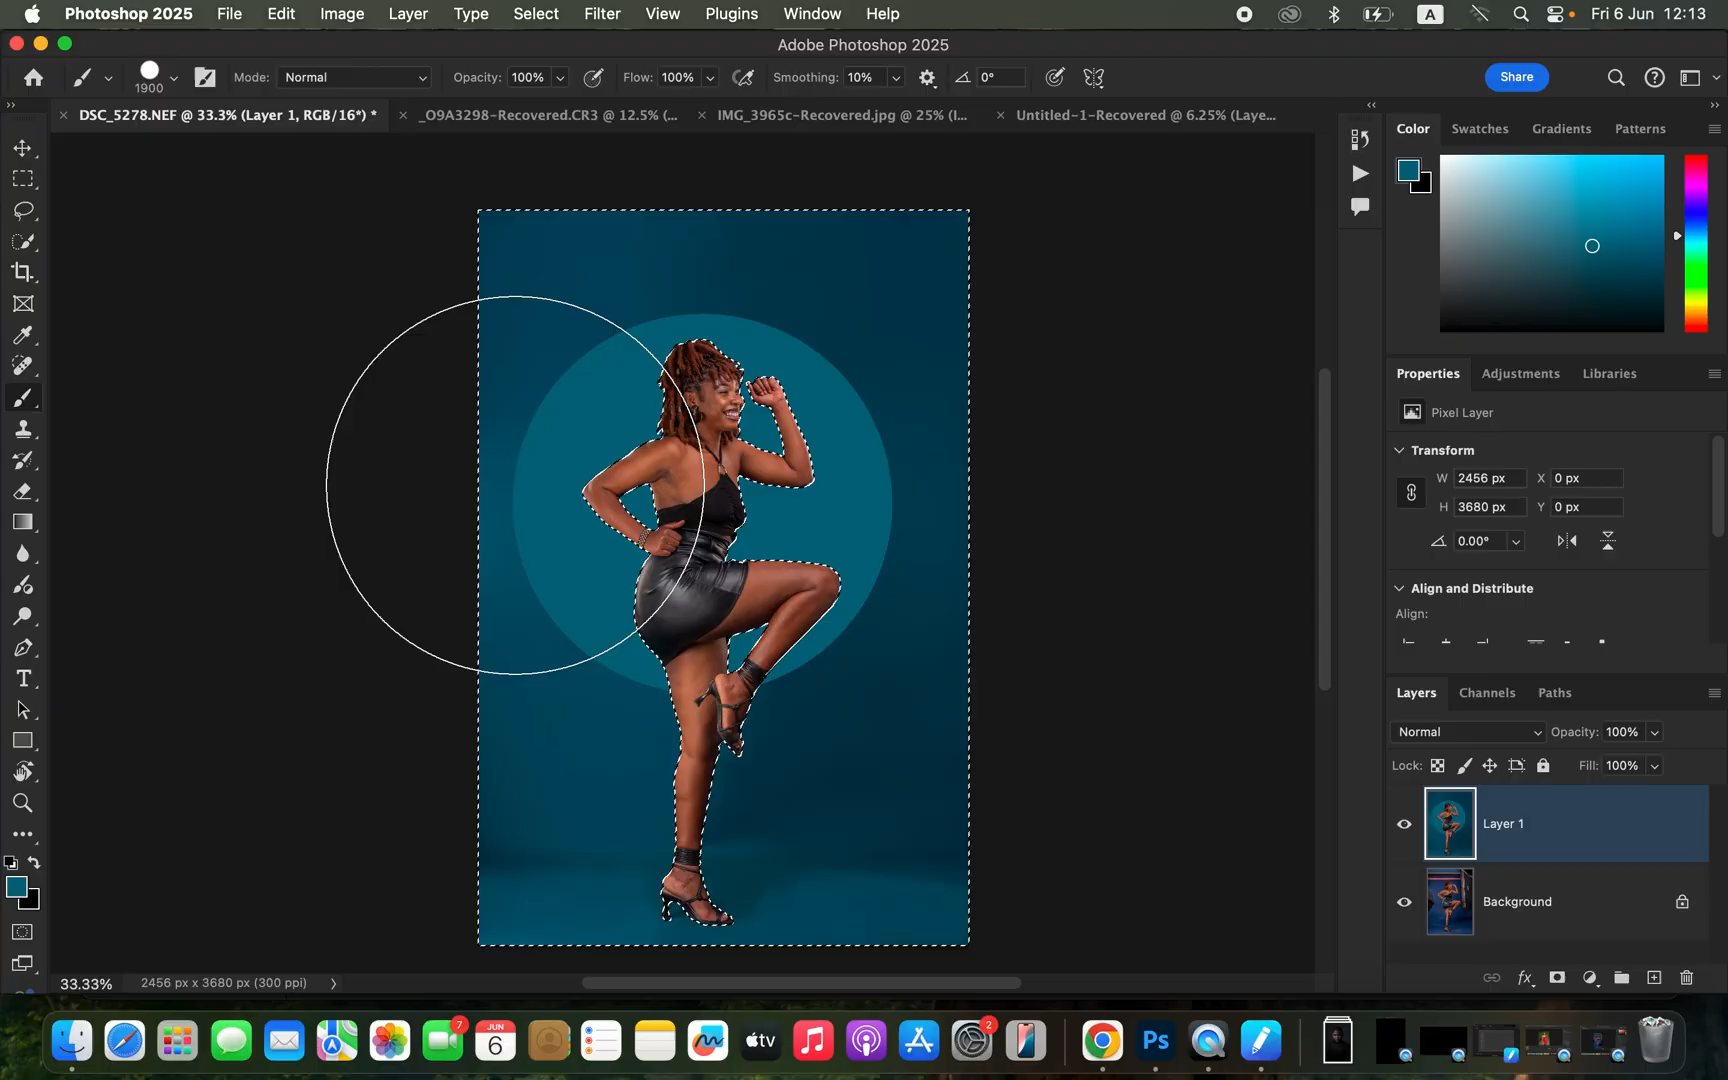 Photoshop 2025 File Edit Image Layer Type Select Filter View Plugins Window Help A Fri 6 Jun 12:13
Adobe Photoshop 2025
1900 Mode: Normal Opacity: 100% Flow: 100% Smoothing: 10% 0° Share
DSC_5278.NEF @ 33.3% (Layer 1, RGB/16*) * _O9A3298-Recovered.CR3 @ 12.5% (... IMG_3965c-Recovered.jpg @ 25% (I... Untitled-1-Recovered @ 6.25% (Laye...
Color Swatches Gradients Patterns
Properties Adjustments Libraries
Pixel Layer
Transform
W 2456 px X 0 px
H 3680 px Y 0 px
0.00°
Align and Distribute
Align:
Layers Channels Paths
Normal Opacity: 100%
Lock: Fill: 100%
Layer 1
Background
fx
33.33% 2456 px x 3680 px (300 ppi)
7 JUN 6 tv 2 Ps